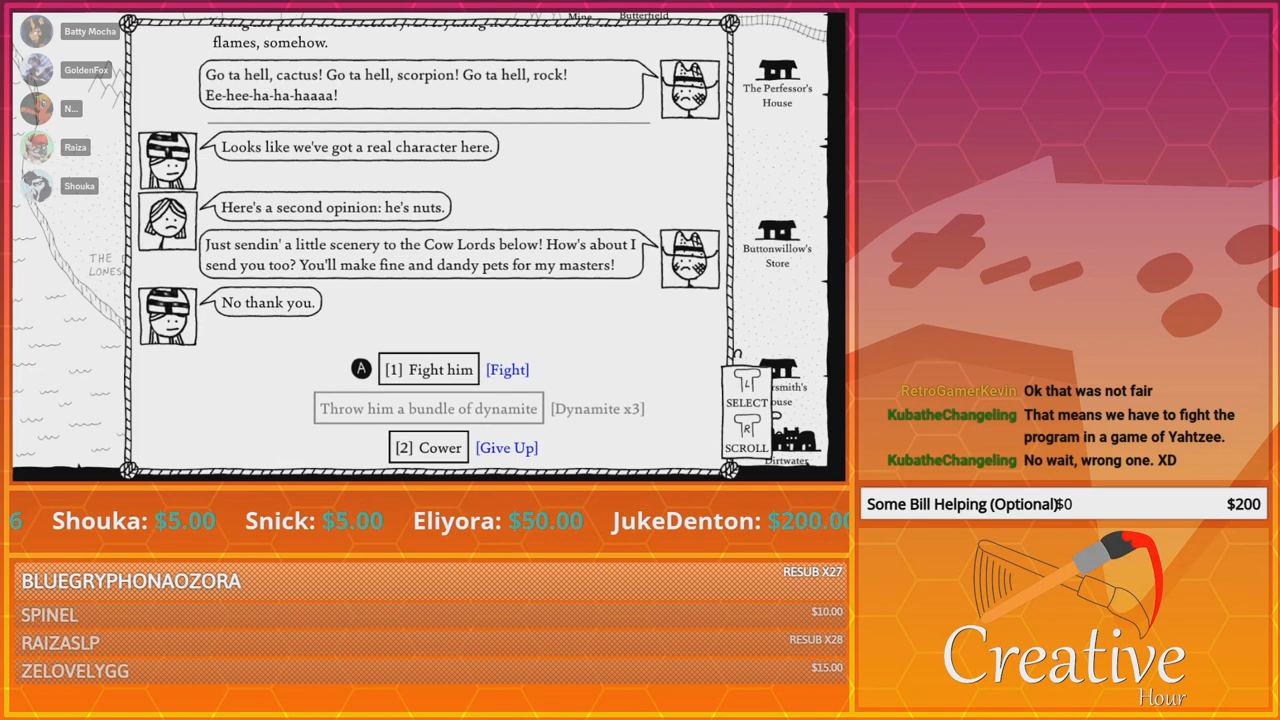 Batty Mocha
GoldenFox
N...
Raiza
Shouka
Mine
Butterfield
flames, somehow.
Go ta hell, cactus! Go ta hell, scorpion! Go ta hell, rock!
Ee-hee-ha-ha-haaaa!
Looks like we've got a real character here.
Here's a second opinion: he's nuts.
Just sendin' a little scenery to the Cow Lords below! How's about I
send you too? You'll make fine and dandy pets for my masters!
No thank you.
A [1] Fight him [Fight]
Throw him a bundle of dynamite [Dynamite x3]
[2] Cower [Give Up]
THE
The Perfessor's
House
Buttonwillow's
Store
L
SELECT
R
SCROLL
Dirtwater
RetroGamerKevin Ok that was not fair
KubatheChangeling That means we have to fight the
program in a game of Yahtzee.
KubatheChangeling No wait, wrong one. XD
Some Bill Helping (Optional) $0 $200
6 Shouka: $5.00 Snick: $5.00 Eliyora: $50.00 JukeDenton: $200.00
BLUEGRYPHONAOZORA RESUB X27
SPINEL $10.00
RAIZASLP RESUB X28
ZELOVELYGG $15.00
Creative
Hour